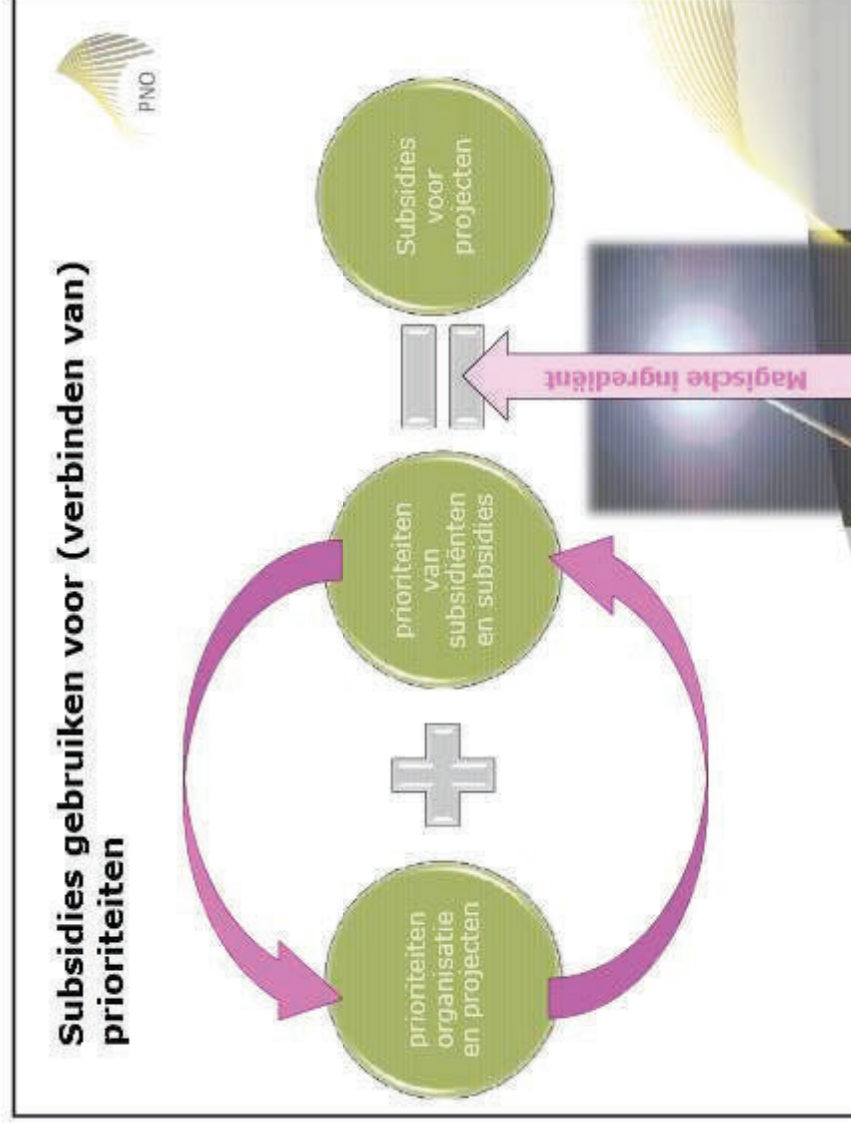 Subsidies gebruiken voor (verbinden van)
prioriteiten
PNO
prioriteiten
organisatie
en projecten
prioriteiten
van
subsidiënten
en subsidies
Subsidies
voor
projecten
Magische ingrediënt